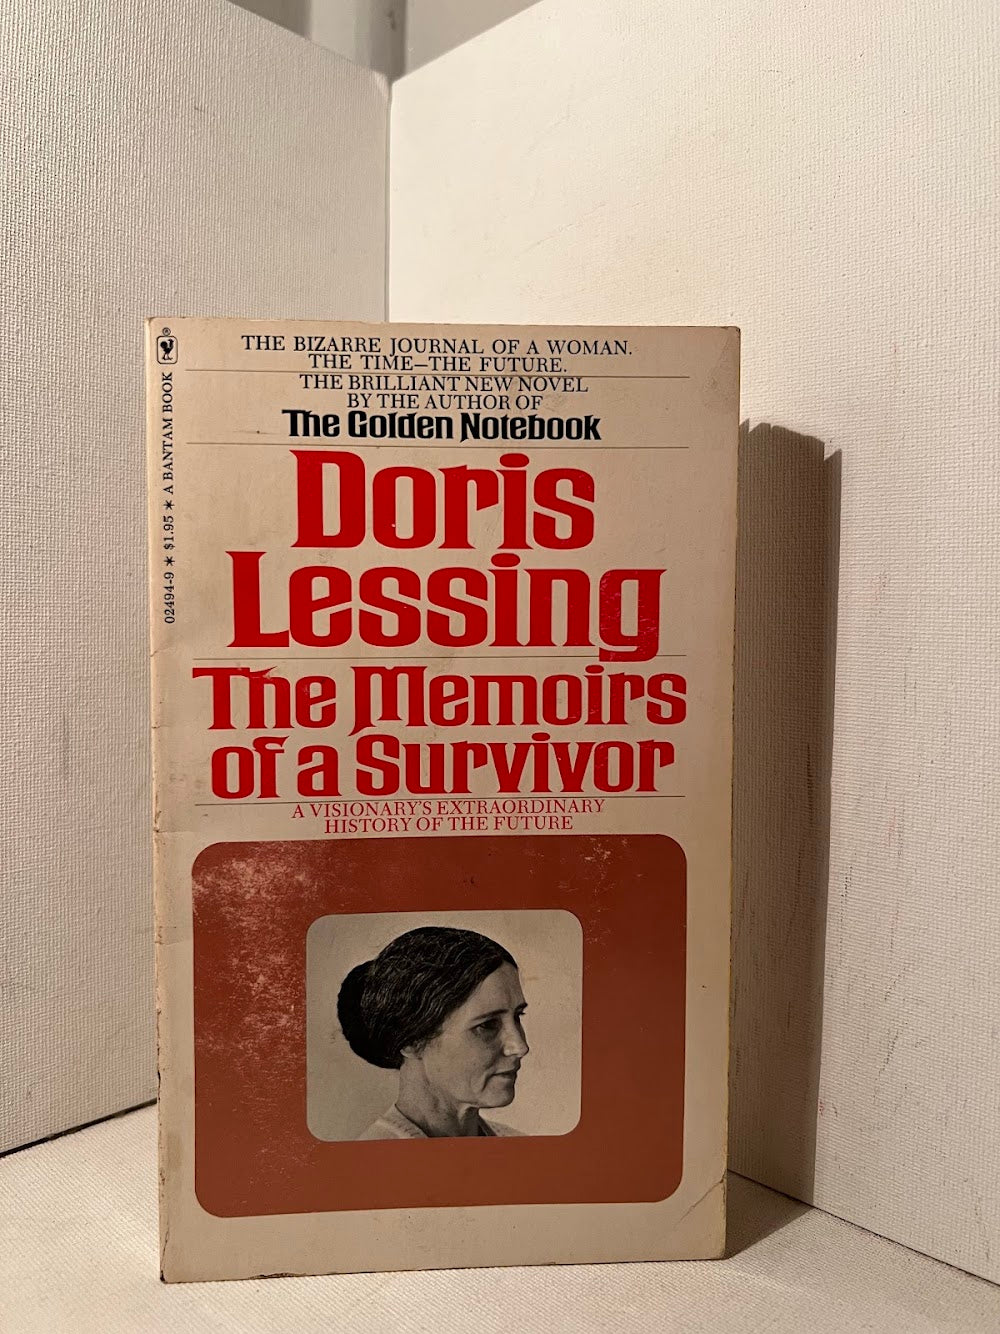 THE BIZARRE JOURNAL OF A WOMAN.
THE TIME—THE FUTURE.
THE BRILLIANT NEW NOVEL
BY THE AUTHOR OF
The Golden Notebook
Doris
Lessing
The Memoirs
of a Survivor
A VISIONARY'S EXTRAORDINARY
HISTORY OF THE FUTURE
02494-9 * $1.95 * A BANTAM BOOK ®